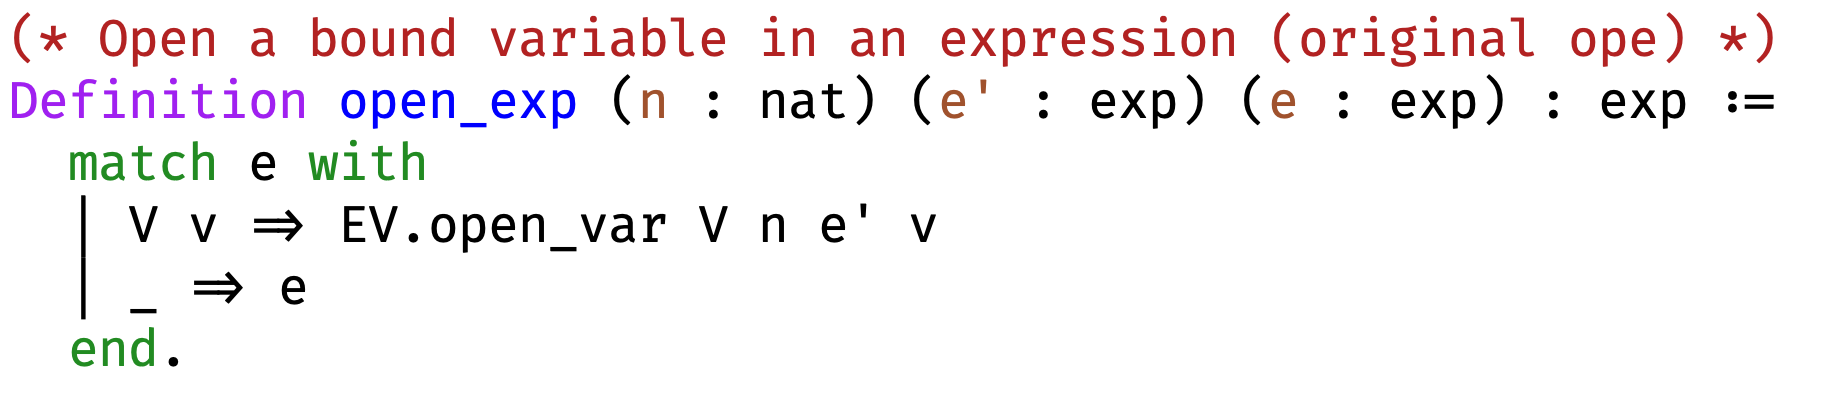 (* Open a bound variable in an expression (original ope) *)
Definition open_exp (n : nat) (e' : exp) (e : exp) : exp :=
  match e with
  | V v => EV.open_var V n e' v
  | _ => e
  end.